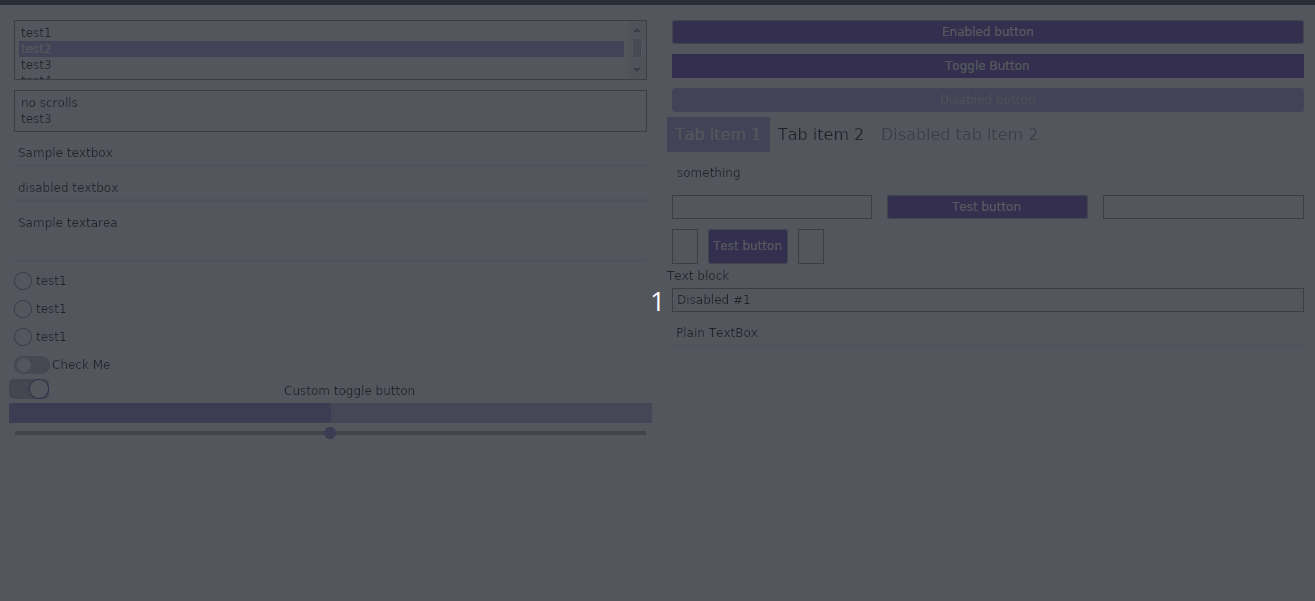 test1
test2
test3
test4
no scrolls
test3
Sample textbox
disabled textbox
Sample textarea
test1
test1
test1
Check Me
Custom toggle button
Enabled button
Toggle Button
Disabled button
Tab item 1 Tab item 2 Disabled tab item 2
something
Test button
Test button
Text block
Disabled #1
Plain TextBox
1